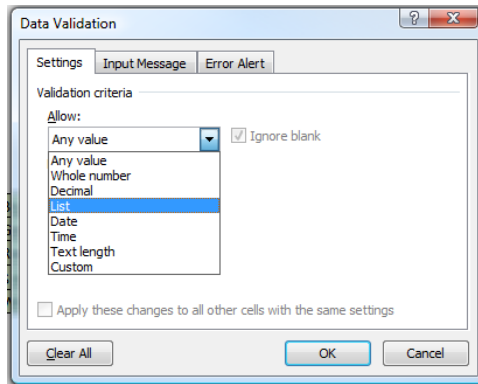 Data Validation
Settings Input Message Error Alert
Validation criteria
Allow:
Any value Ignore blank
Any value
Whole number
Decimal
List
Date
Time
Text length
Custom
Apply these changes to all other cells with the same settings
Clear All OK Cancel